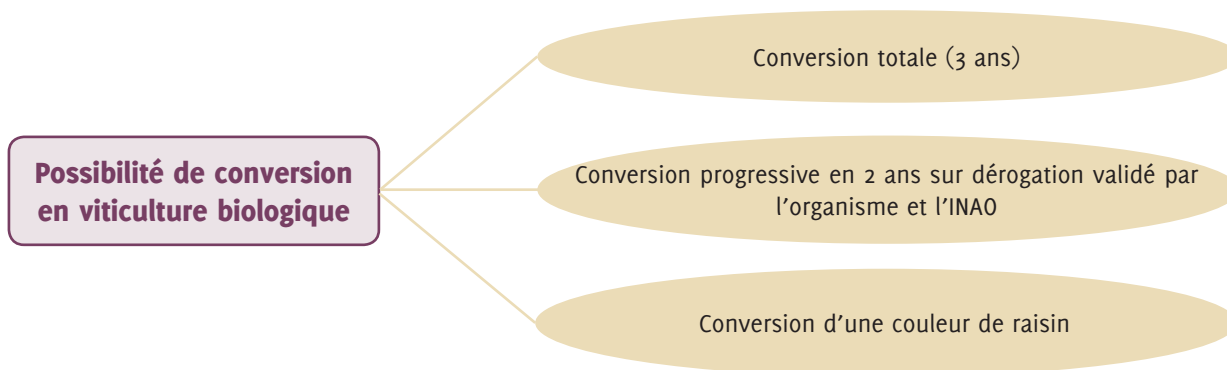 Conversion totale (3 ans)
Possibilité de conversion
en viticulture biologique
Conversion progressive en 2 ans sur dérogation validé par
l'organisme et l'INAO
Conversion d'une couleur de raisin